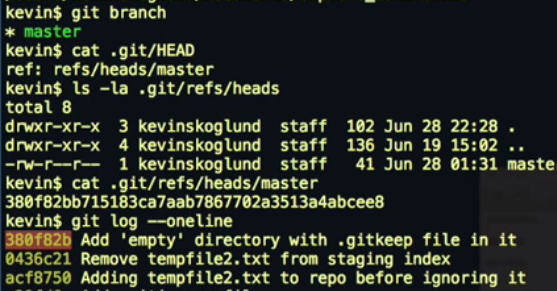 kevin$ git branch
* master
kevin$ cat .git/HEAD
ref: refs/heads/master
kevin$ ls -la .git/refs/heads
total 8
drwxr-xr-x  3 kevinskoglund  staff  102 Jun 28 22:28 .
drwxr-xr-x  4 kevinskoglund  staff  136 Jun 19 15:02 ..
-rw-r--r--  1 kevinskoglund  staff   41 Jun 28 01:31 maste
kevin$ cat .git/refs/heads/master
380f82bb715183ca7aab7867702a3513a4abcee8
kevin$ git log --oneline
380f82b Add 'empty' directory with .gitkeep file in it
0436c21 Remove tempfile2.txt from staging index
acf8750 Adding tempfile2.txt to repo before ignoring it